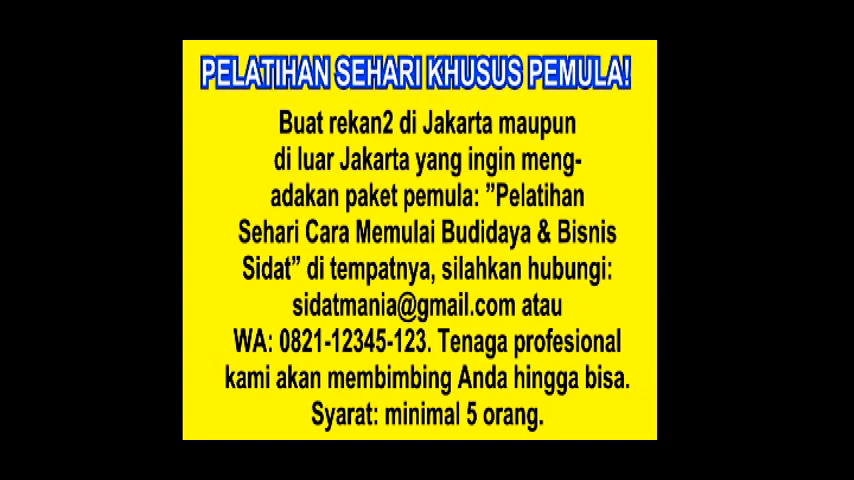 PELATIHAN SEHARI KHUSUS PEMULA!
Buat rekan2 di Jakarta maupun
di luar Jakarta yang ingin meng-
adakan paket pemula: ”Pelatihan
Sehari Cara Memulai Budidaya & Bisnis
Sidat” di tempatnya, silahkan hubungi:
sidatmania@gmail.com atau
WA: 0821-12345-123. Tenaga profesional
kami akan membimbing Anda hingga bisa.
Syarat: minimal 5 orang.